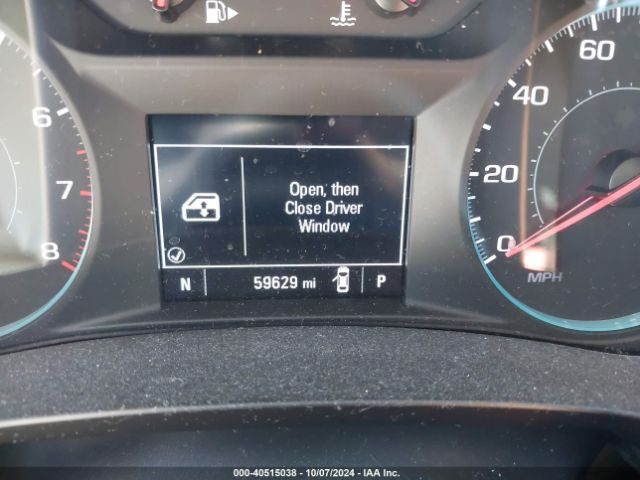 6
7
8
60
40
20
0
MPH
Open, then
Close Driver
Window
N 59629 mi P
000-40515038 - 10/07/2024 - IAA Inc.